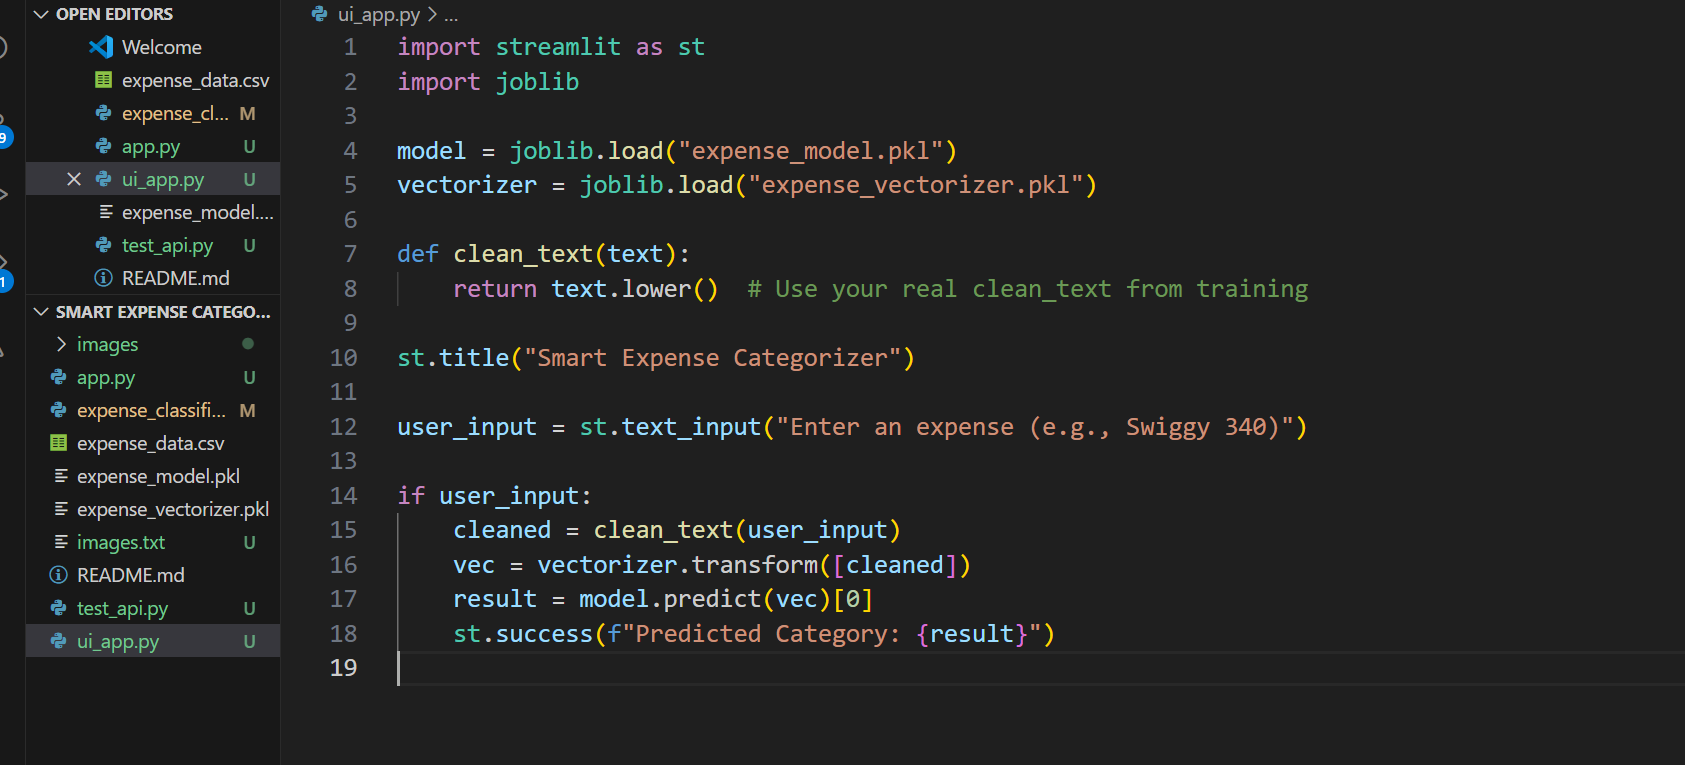 OPEN EDITORS
Welcome
expense_data.csv
expense_cl... M
app.py U
ui_app.py U
expense_model....
test_api.py U
README.md
SMART EXPENSE CATEGO...
images
app.py U
expense_classifi... M
expense_data.csv
expense_model.pkl
expense_vectorizer.pkl
images.txt U
README.md
test_api.py U
ui_app.py U
9
1
ui_app.py > ...
1 import streamlit as st
2 import joblib
3
4 model = joblib.load("expense_model.pkl")
5 vectorizer = joblib.load("expense_vectorizer.pkl")
6
7 def clean_text(text):
8     return text.lower()  # Use your real clean_text from training
9
10 st.title("Smart Expense Categorizer")
11
12 user_input = st.text_input("Enter an expense (e.g., Swiggy 340)")
13
14 if user_input:
15     cleaned = clean_text(user_input)
16     vec = vectorizer.transform([cleaned])
17     result = model.predict(vec)[0]
18     st.success(f"Predicted Category: {result}")
19